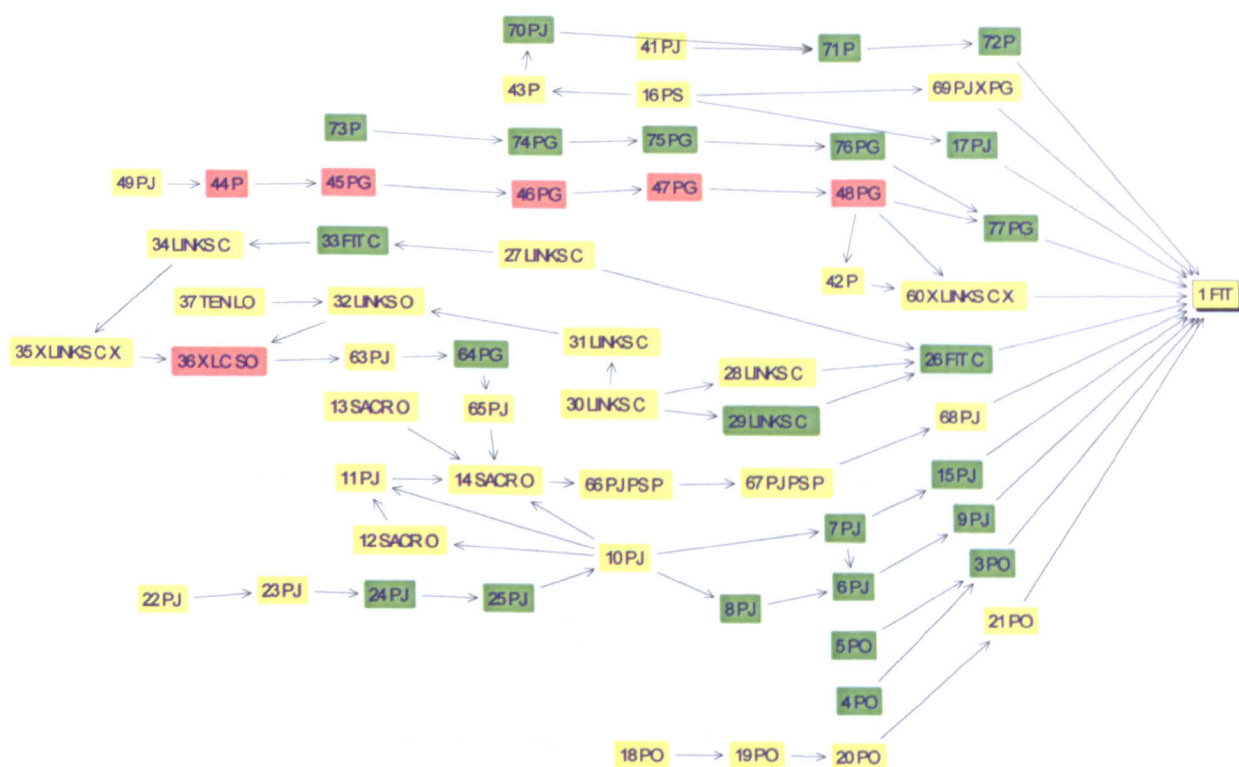 70 PJ
41 PJ
71 P
72 P
43 P
16 PS
69 PJ X PG
73 P
74 PG
75 PG
76 PG
17 PJ
49 PJ
44 P
45 PG
46 PG
47 PG
48 PG
77 PG
34 LINKS C
33 FIT C
27 LINKS C
42 P
60 X LINKS C X
1 FIT
37 TEN LO
32 LINKS O
35 X LINKS C X
36 X LC SO
63 PJ
64 PG
31 LINKS C
28 LINKS C
26 FIT C
13 SACR O
65 PJ
30 LINKS C
29 LINKS C
68 PJ
11 PJ
14 SACR O
66 PJ PS P
67 PJ PS P
15 PJ
12 SACR O
10 PJ
7 PJ
9 PJ
3 PO
22 PJ
23 PJ
24 PJ
25 PJ
8 PJ
6 PJ
21 PO
5 PO
4 PO
18 PO
19 PO
20 PO